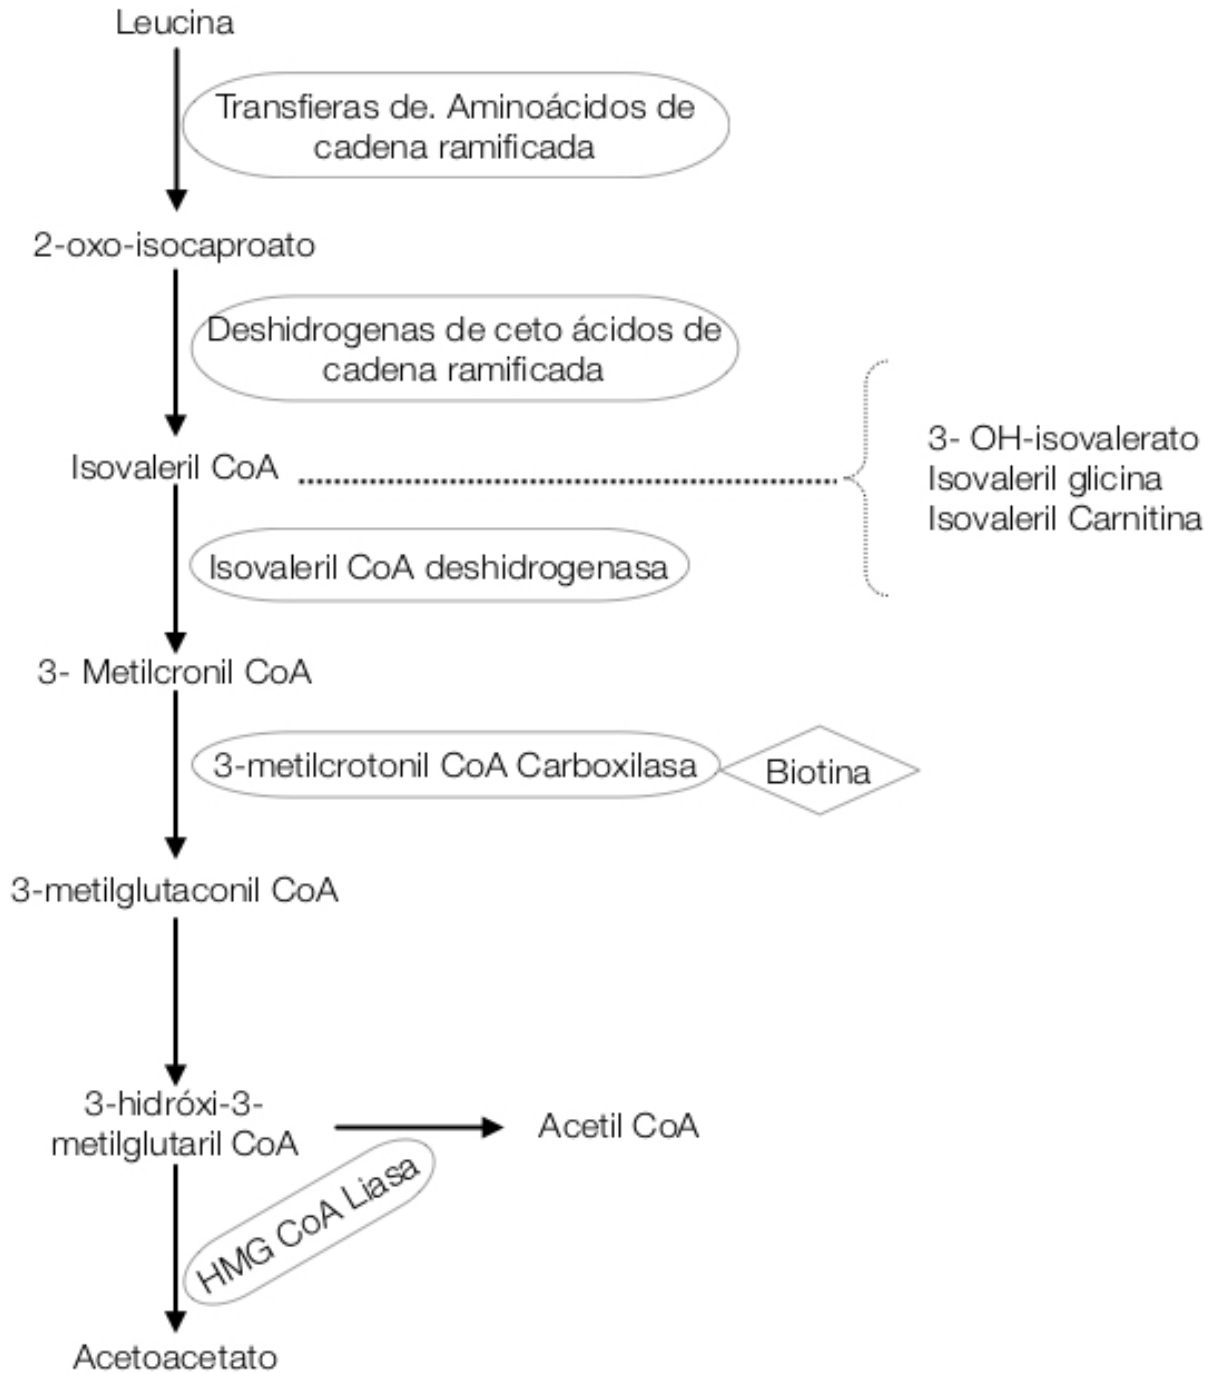 Leucina
Transfieras de. Aminoácidos de
cadena ramificada
2-oxo-isocaproato
Deshidrogenas de ceto ácidos de
cadena ramificada
Isovaleril CoA
3- OH-isovalerato
Isovaleril glicina
Isovaleril Carnitina
Isovaleril CoA deshidrogenasa
3- Metilcronil CoA
3-metilcrotonil CoA Carboxilasa
Biotina
3-metilglutaconil CoA
3-hidróxi-3-
metilglutaril CoA
Acetil CoA
HMG CoA Liasa
Acetoacetato